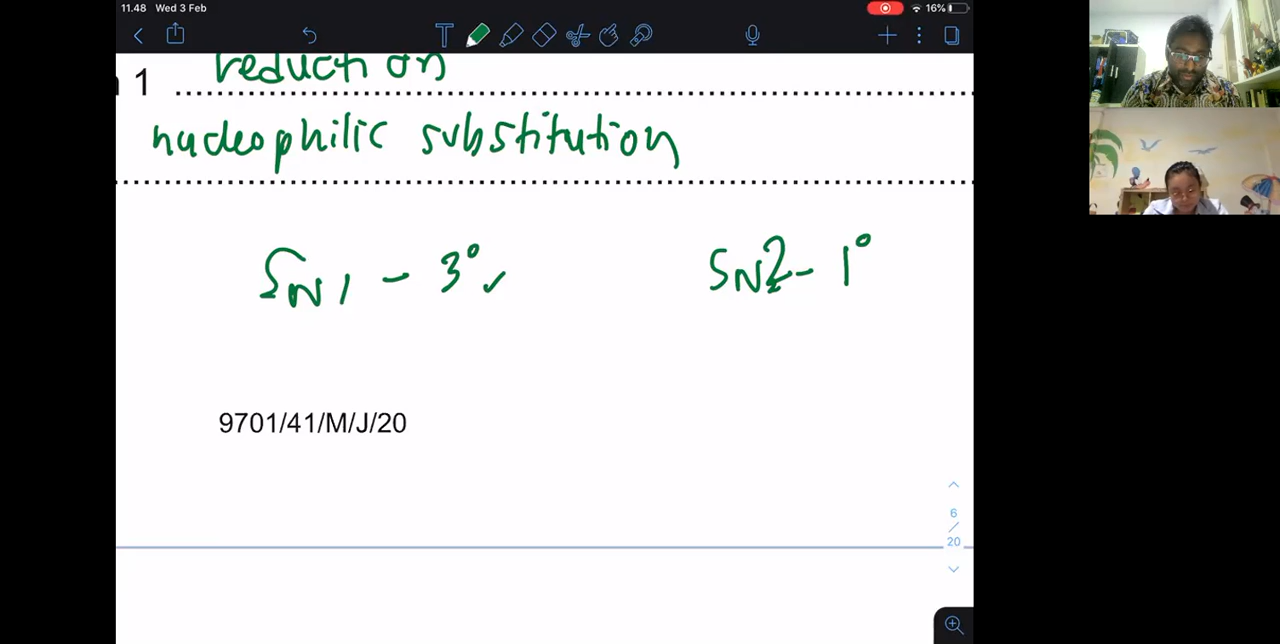 11.48 Wed 3 Feb
16%
T
reduction
1
nucleophilic substitution
SN1 - 3° ✓
SN2 - 1°
9701/41/M/J/20
6
/
20